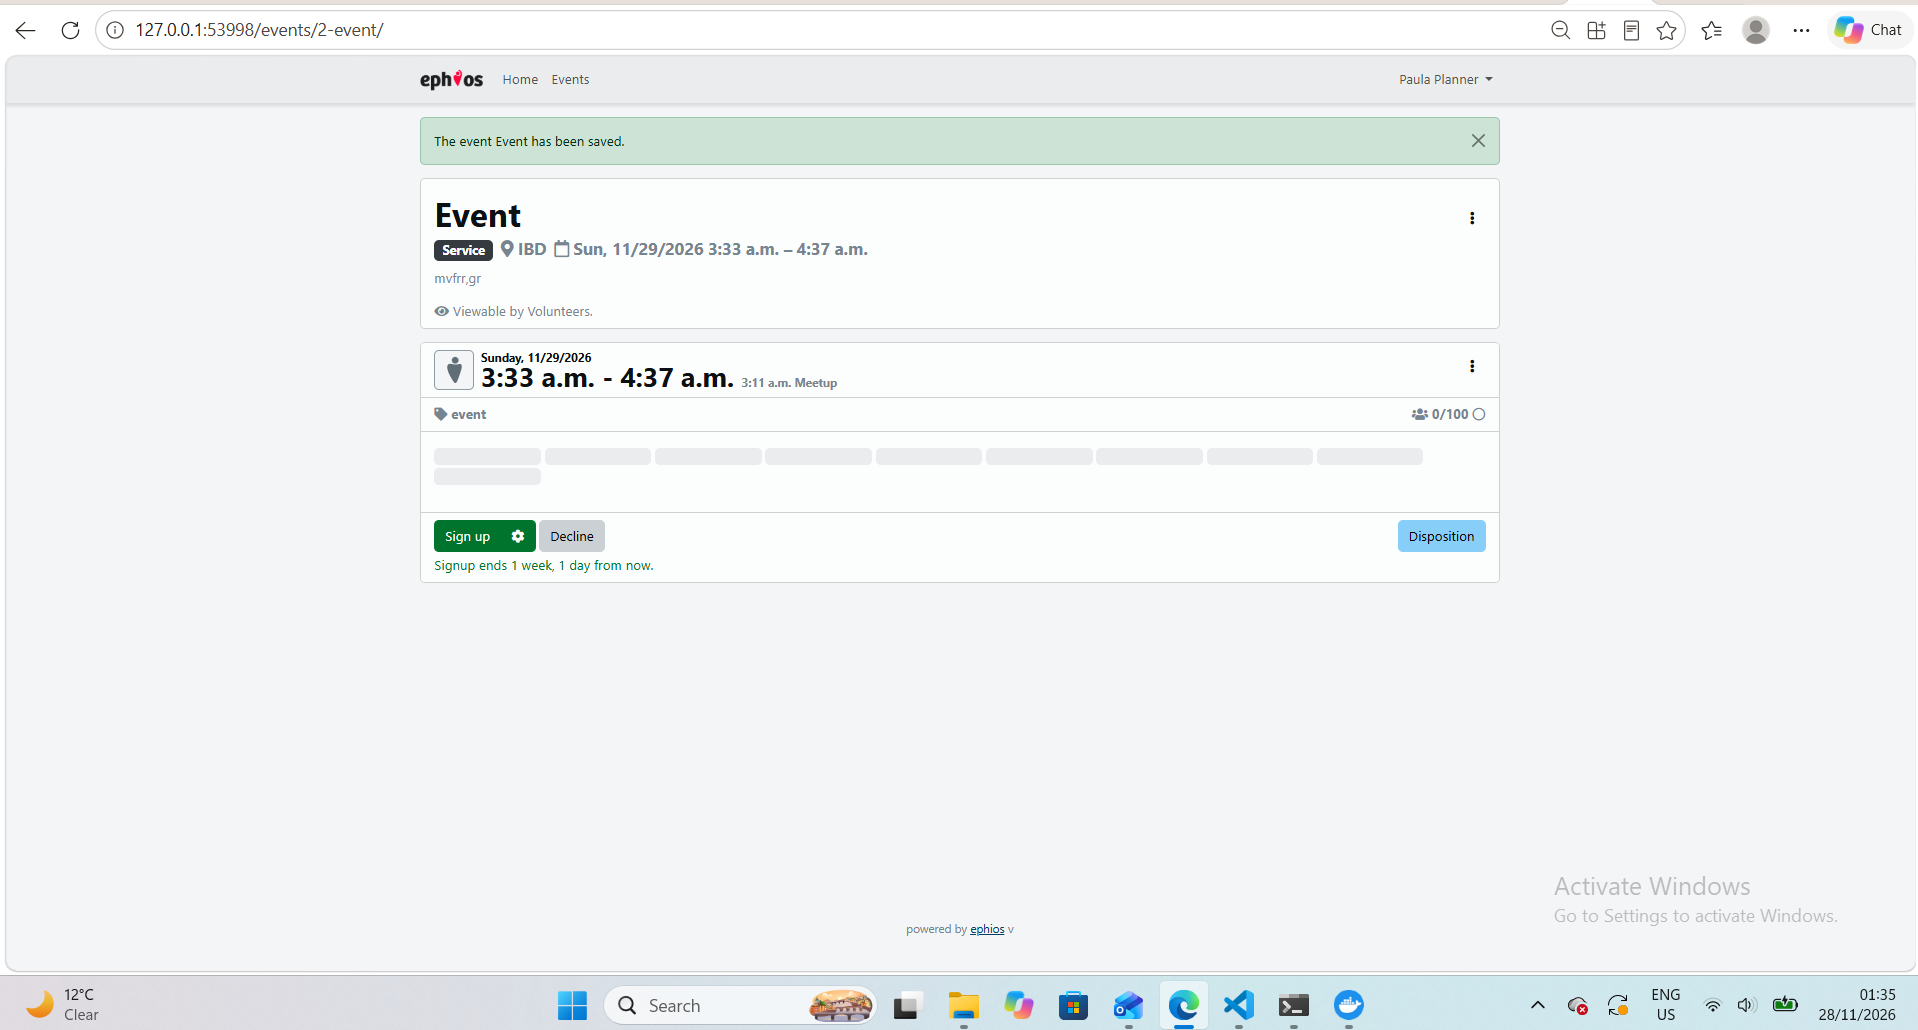 127.0.0.1:53998/events/2-event/
Chat
ephios Home Events Paula Planner
The event Event has been saved.
Event
Service IBD Sun, 11/29/2026 3:33 a.m. – 4:37 a.m.
mvfrr,gr
Viewable by Volunteers.
Sunday, 11/29/2026
3:33 a.m. - 4:37 a.m. 3:11 a.m. Meetup
event 0/100
Sign up Decline Disposition
Signup ends 1 week, 1 day from now.
Activate Windows
Go to Settings to activate Windows.
powered by ephios v
12°C
Clear
Search
ENG
US
01:35
28/11/2026